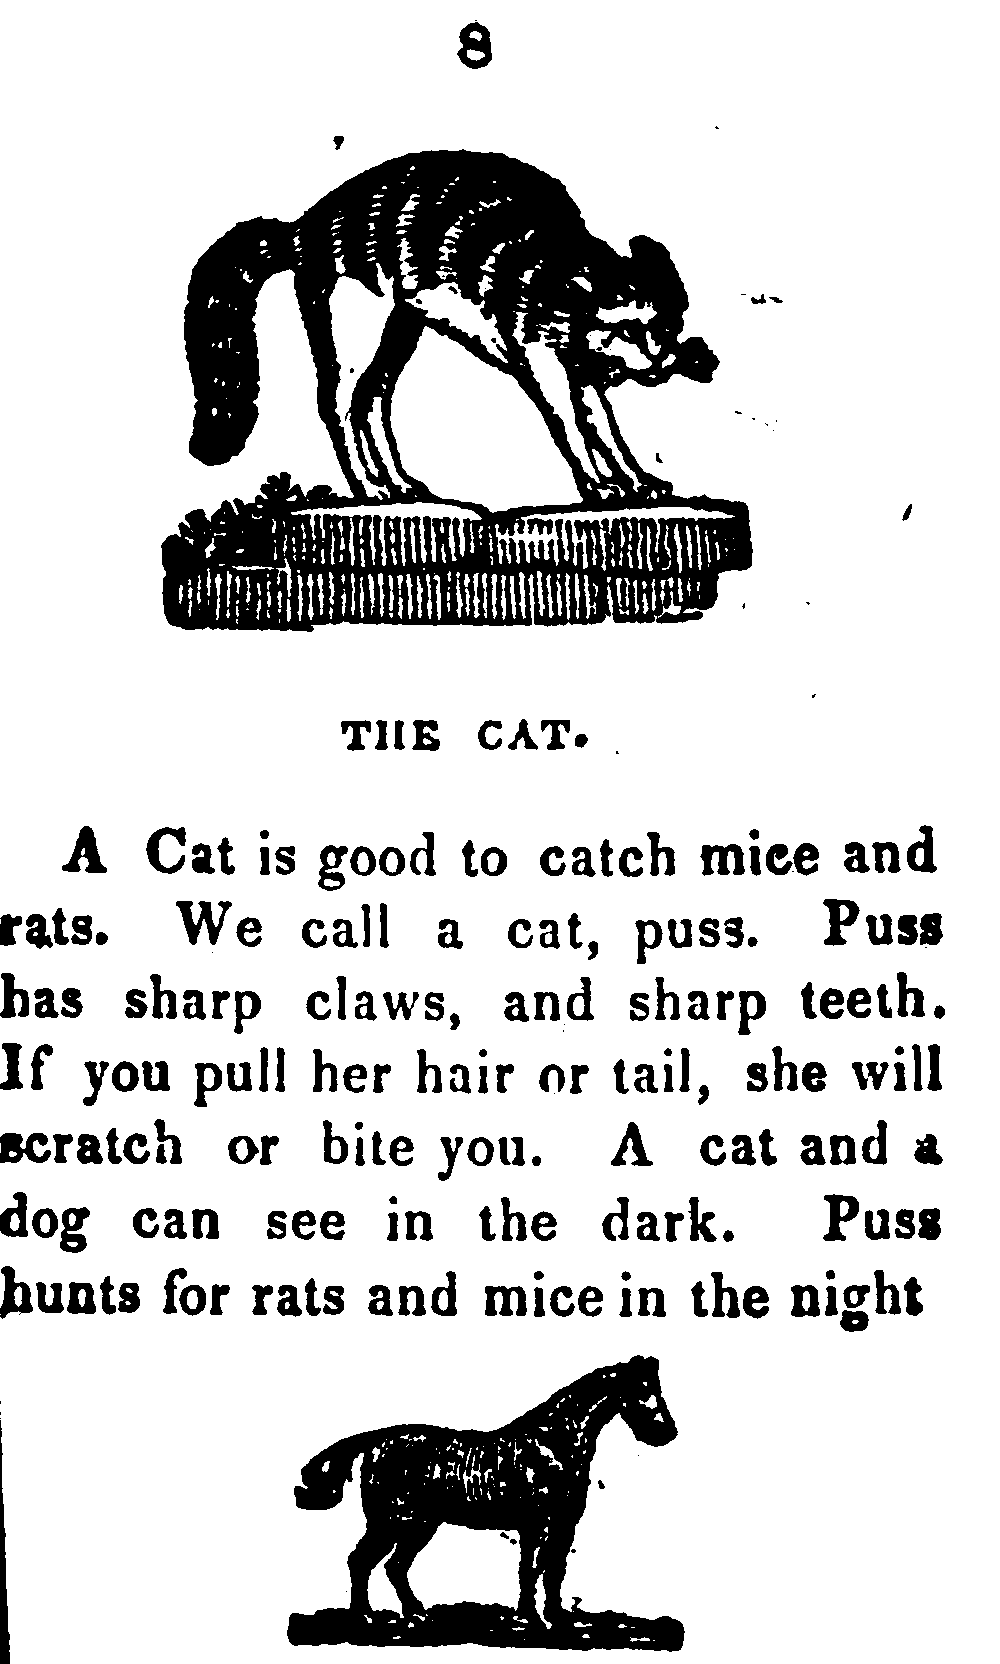 8
THE CAT.
A Cat is good to catch mice and
rats. We call a cat, puss. Puss
has sharp claws, and sharp teeth.
If you pull her hair or tail, she will
scratch or bite you. A cat and a
dog can see in the dark. Puss
hunts for rats and mice in the night